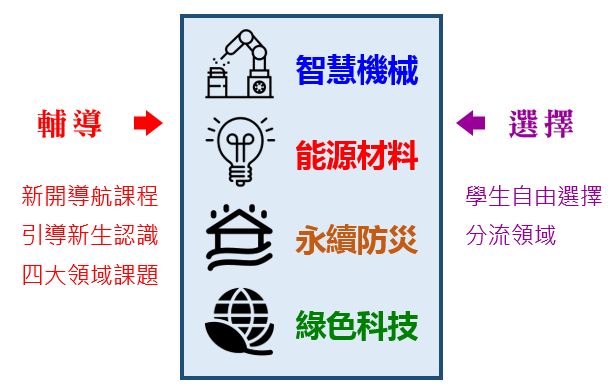 輔導
新開導航課程
引導新生認識
四大領域課題
智慧機械
能源材料
永續防災
綠色科技
選擇
學生自由選擇
分流領域